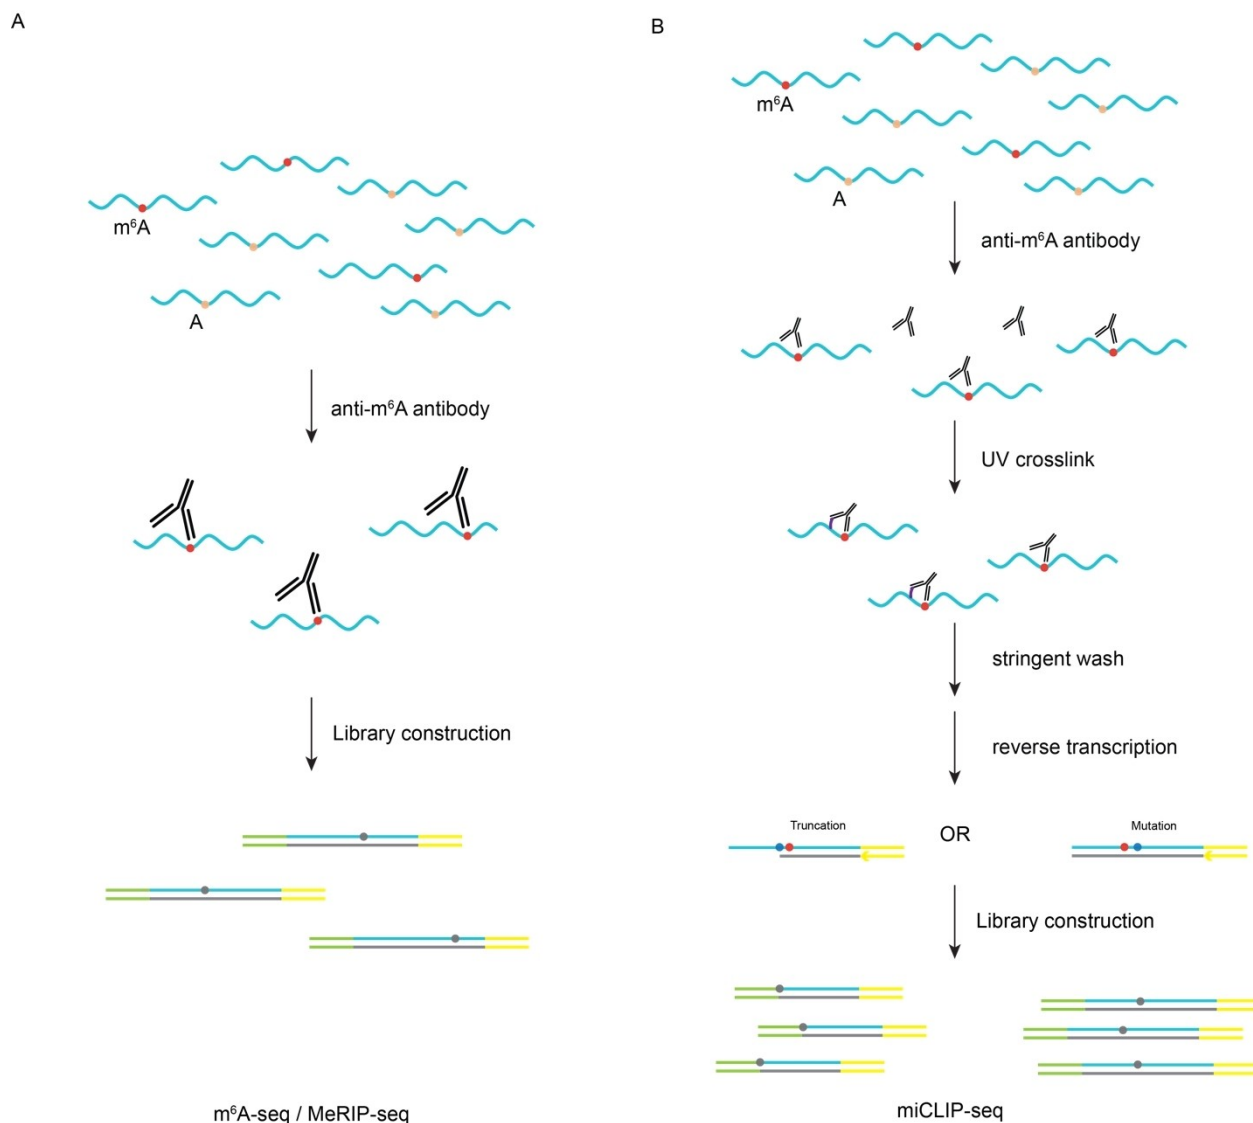 A
m⁶A
A
anti-m⁶A antibody
Library construction
m⁶A-seq / MeRIP-seq
B
m⁶A
A
anti-m⁶A antibody
UV crosslink
stringent wash
reverse transcription
Truncation
OR
Mutation
Library construction
miCLIP-seq